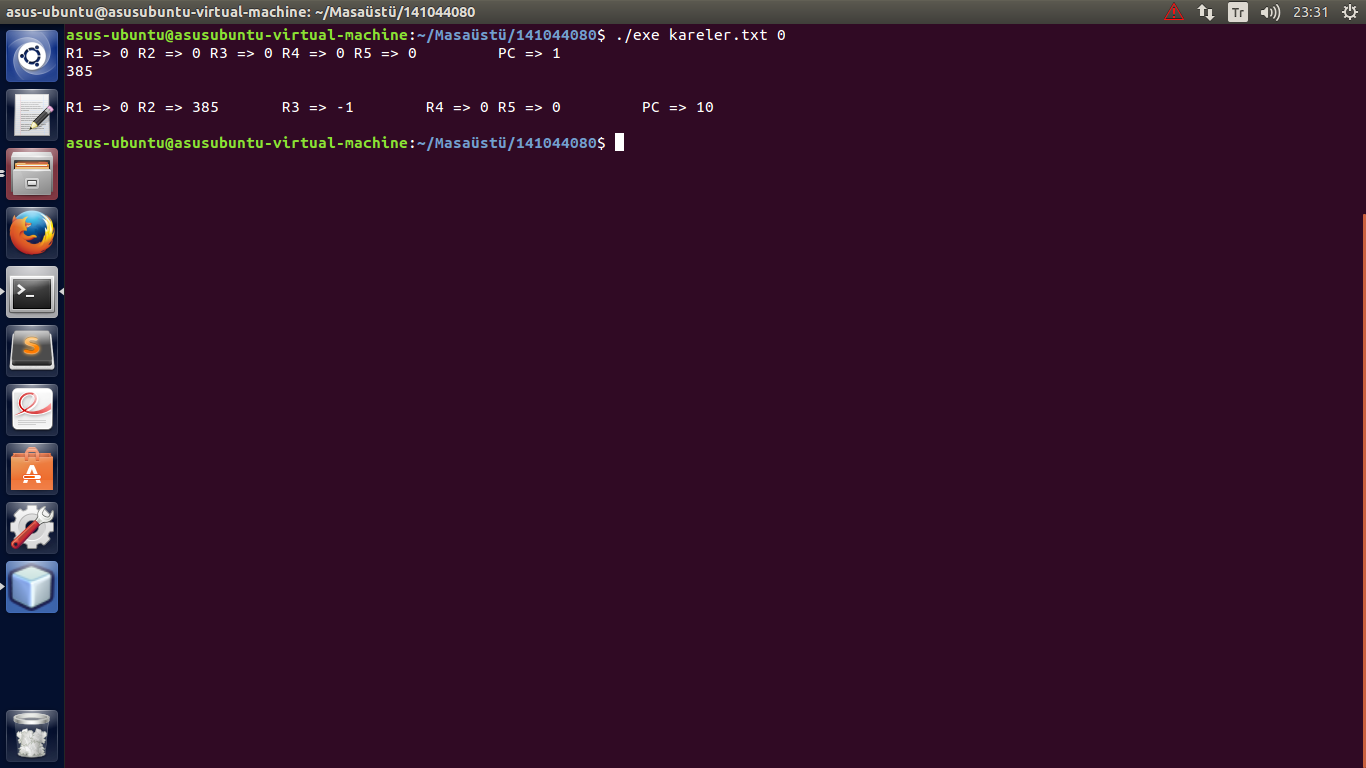 asus-ubuntu@asusubuntu-virtual-machine: ~/Masaüstü/141044080 Tr 23:31
asus-ubuntu@asusubuntu-virtual-machine:~/Masaüstü/141044080$ ./exe kareler.txt 0
R1 => 0 R2 => 0 R3 => 0 R4 => 0 R5 => 0 PC => 1
385
R1 => 0 R2 => 385 R3 => -1 R4 => 0 R5 => 0 PC => 10
asus-ubuntu@asusubuntu-virtual-machine:~/Masaüstü/141044080$